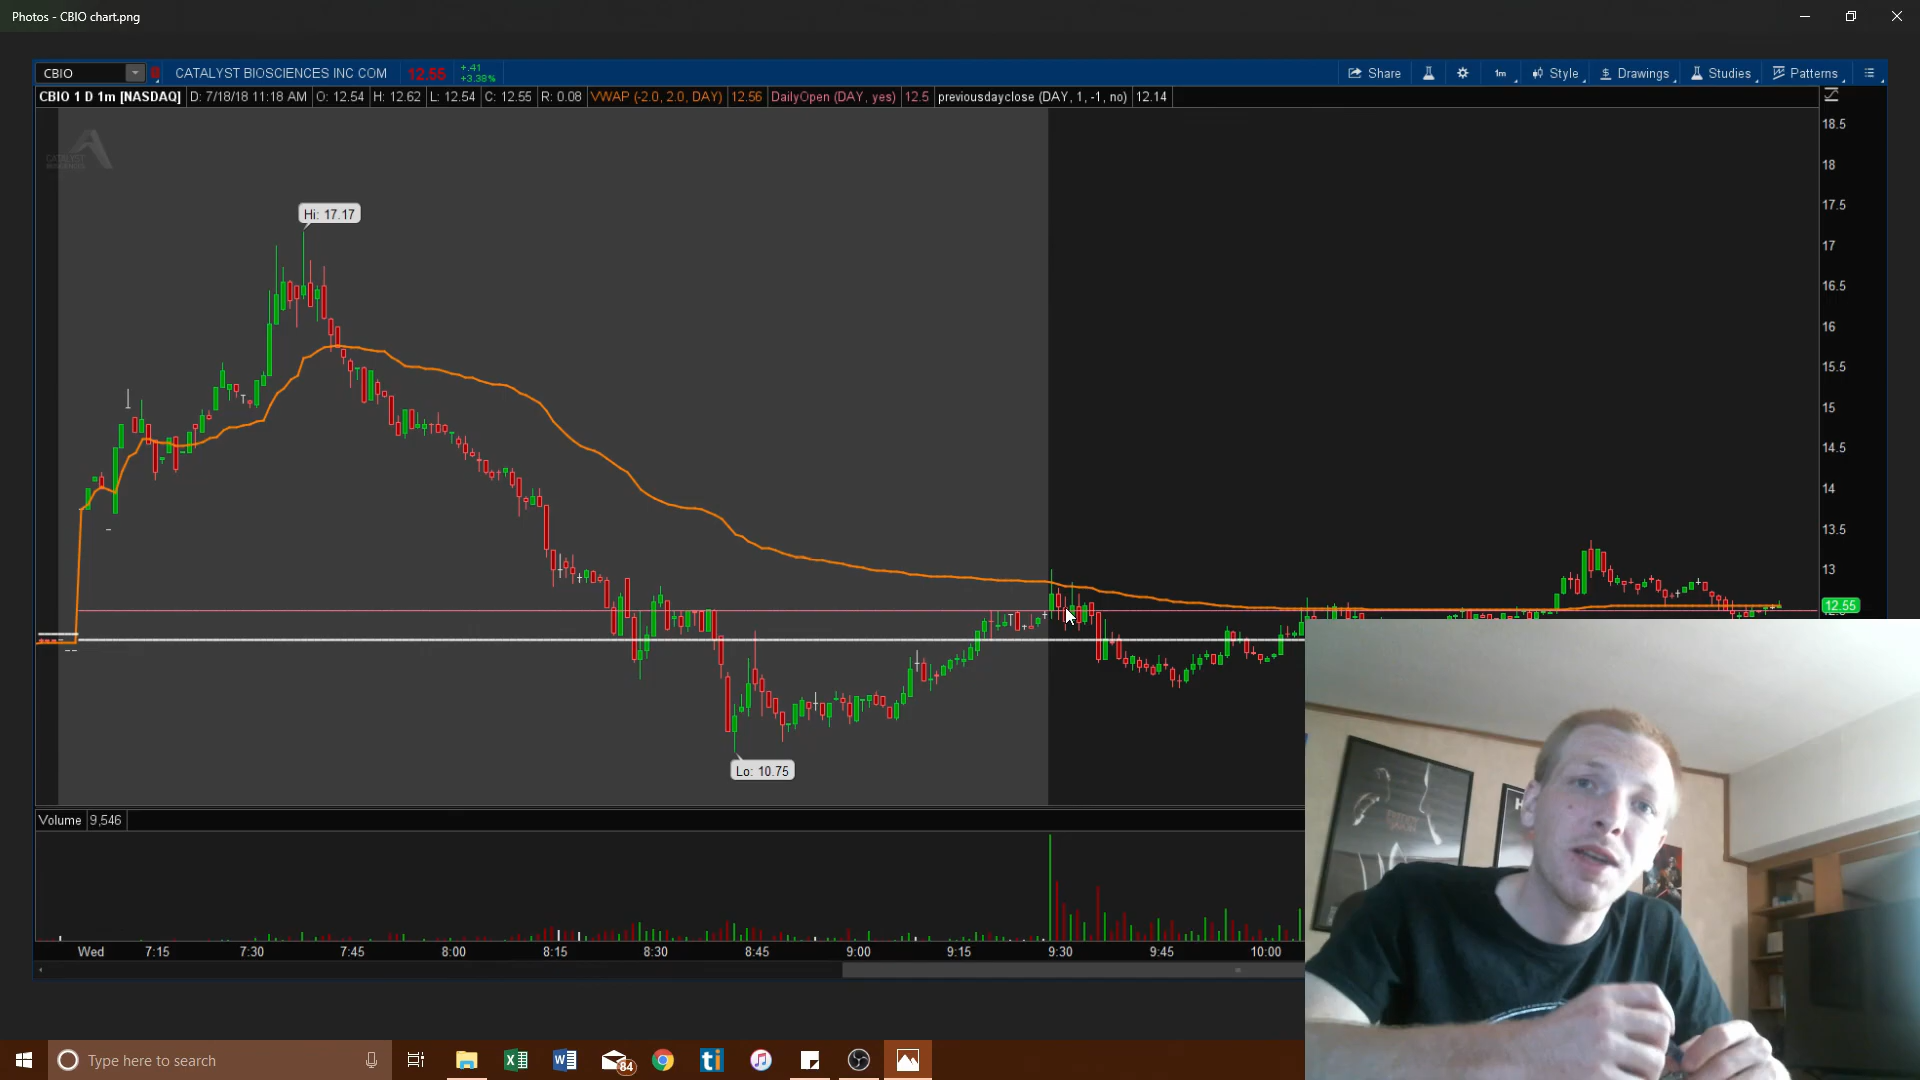 Photos - CBIO chart.png
CBIO
CATALYST BIOSCIENCES INC COM
12.55
+.41
+3.38%
Share
1m
Style
$ Drawings
Studies
Patterns
CBIO 1 D 1m [NASDAQ]
D: 7/18/18 11:18 AM
O: 12.54
H: 12.62
L: 12.54
C: 12.55
R: 0.08
VWAP (-2.0, 2.0, DAY)
12.56
DailyOpen (DAY, yes)
12.5
previousdayclose (DAY, 1, -1, no)
12.14
18.5
18
17.5
17
16.5
16
15.5
15
14.5
14
13.5
13
12.55
Hi: 17.17
Lo: 10.75
Volume
9,546
Wed
7:15
7:30
7:45
8:00
8:15
8:30
8:45
9:00
9:15
9:30
9:45
10:00
Type here to search
84
ti